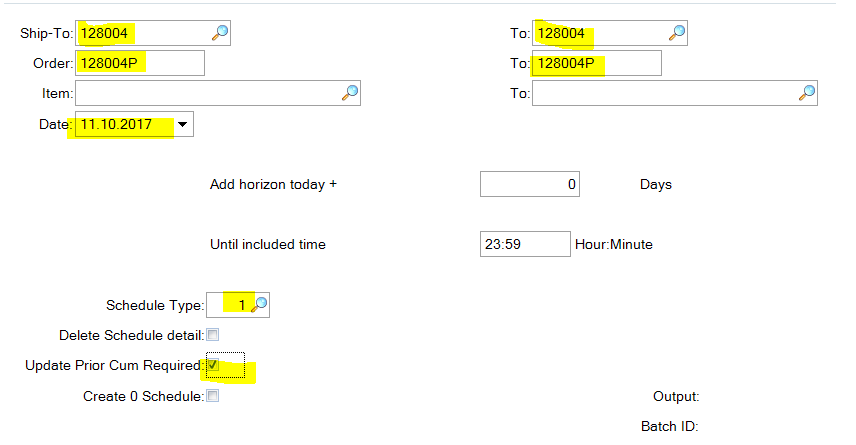 Ship-To: 128004 To: 128004
Order: 128004P To: 128004P
Item: To:
Date: 11.10.2017
Add horizon today + 0 Days
Until included time 23:59 Hour:Minute
Schedule Type: 1
Delete Schedule detail:
Update Prior Cum Required:
Create 0 Schedule: Output:
Batch ID: